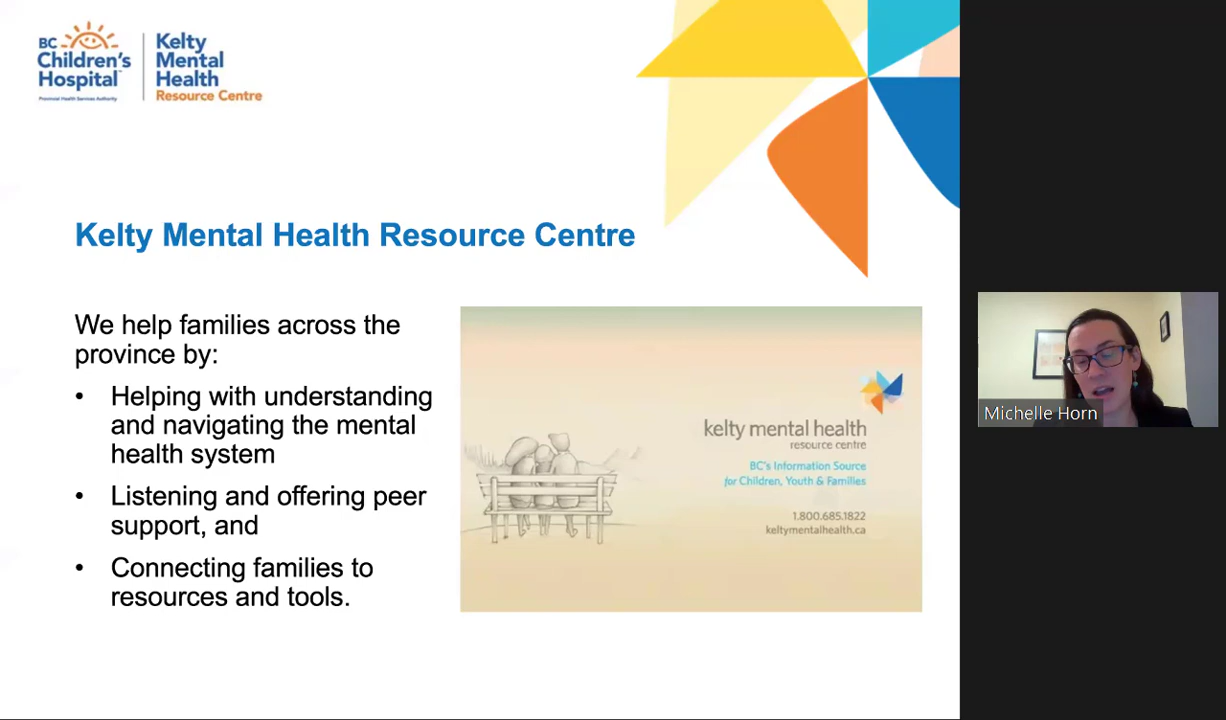 BC
Children's
Hospital
Provincial Health Services Authority
Kelty
Mental
Health
Resource Centre
Kelty Mental Health Resource Centre
We help families across the
province by:
• Helping with understanding
and navigating the mental
health system
• Listening and offering peer
support, and
• Connecting families to
resources and tools.
kelty mental health
resource centre
BC's Information Source
for Children, Youth & Families
1.800.685.1822
keltymentalhealth.ca
Michelle Horn